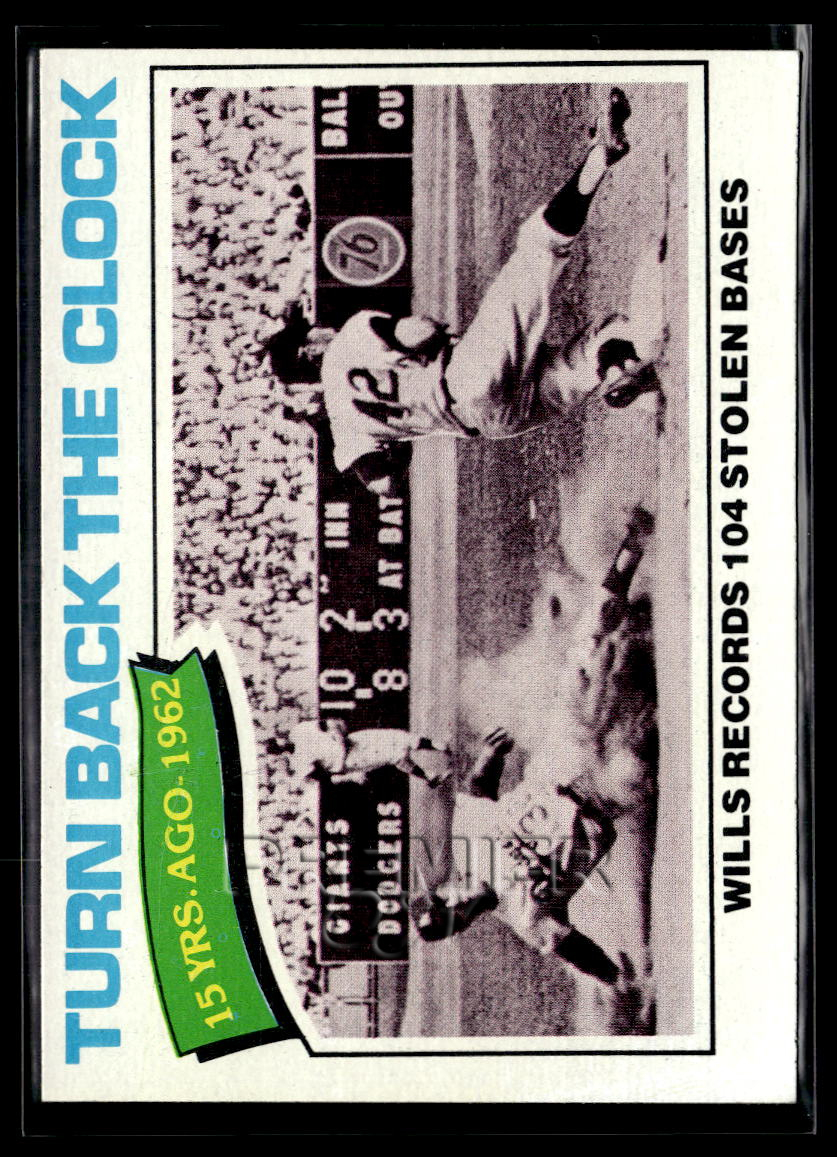 TURN BACK THE CLOCK
15 YRS. AGO-1962
BAL
OU
76
12
10 2 INN
8 3 AT BAT
GIANTS
DODGERS
PREMIER
WILLS RECORDS 104 STOLEN BASES